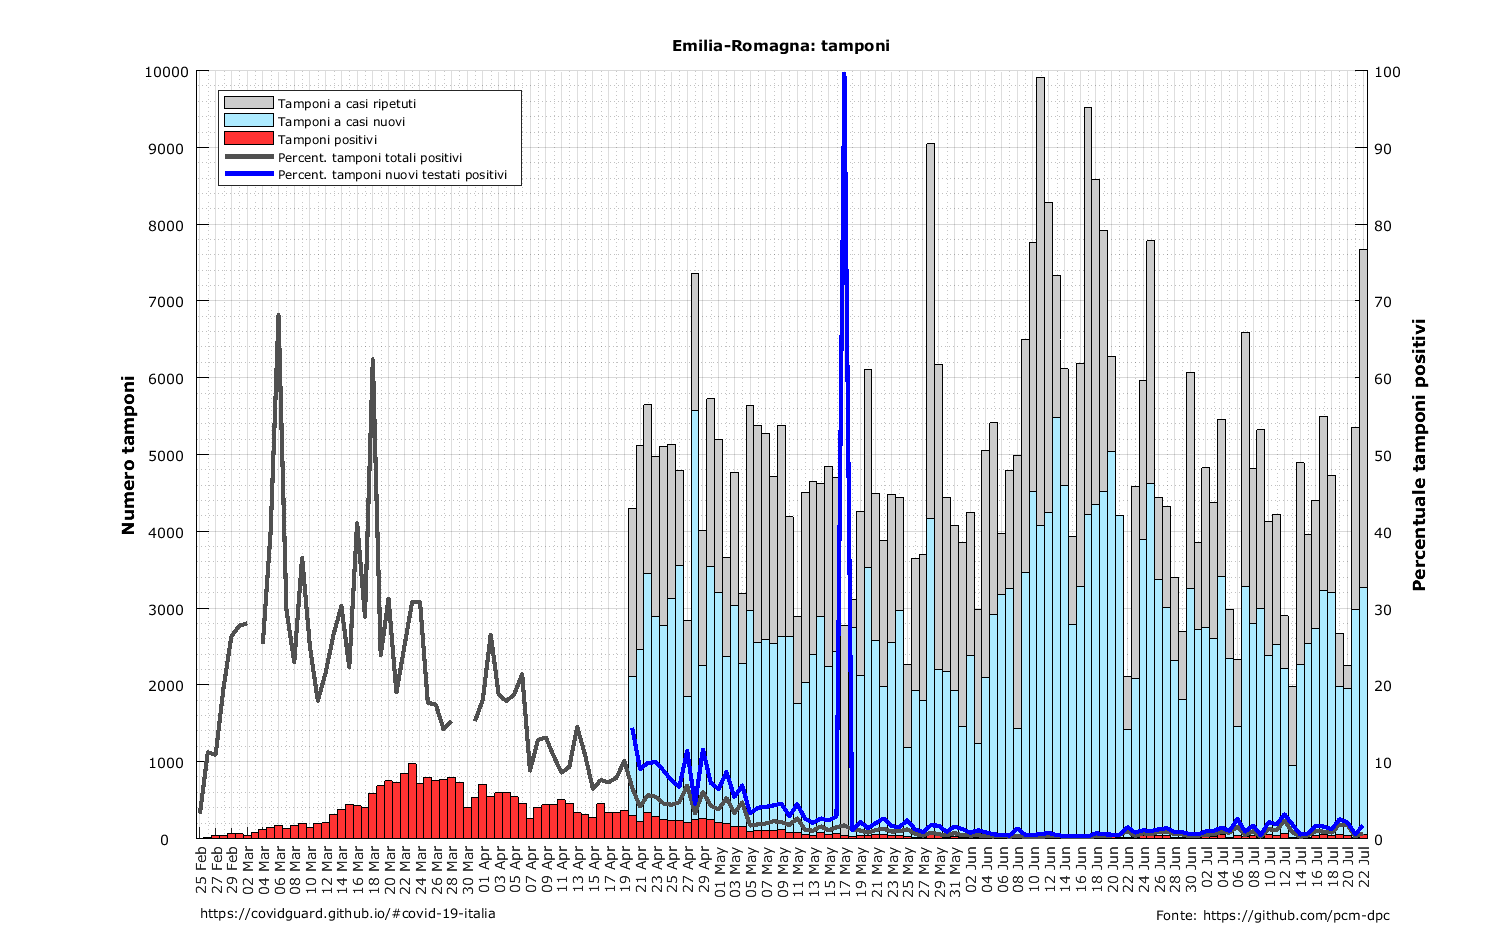 Emilia-Romagna: tamponi
Tamponi a casi ripetuti
Tamponi a casi nuovi
Tamponi positivi
Percent. tamponi totali positivi
Percent. tamponi nuovi testati positivi
Numero tamponi
10000
9000
8000
7000
6000
5000
4000
3000
2000
1000
0
Percentuale tamponi positivi
100
90
80
70
60
50
40
30
20
10
0
25 Feb
27 Feb
29 Feb
02 Mar
04 Mar
06 Mar
08 Mar
10 Mar
12 Mar
14 Mar
16 Mar
18 Mar
20 Mar
22 Mar
24 Mar
26 Mar
28 Mar
30 Mar
01 Apr
03 Apr
05 Apr
07 Apr
09 Apr
11 Apr
13 Apr
15 Apr
17 Apr
19 Apr
21 Apr
23 Apr
25 Apr
27 Apr
29 Apr
01 May
03 May
05 May
07 May
09 May
11 May
13 May
15 May
17 May
19 May
21 May
23 May
25 May
27 May
29 May
31 May
02 Jun
04 Jun
06 Jun
08 Jun
10 Jun
12 Jun
14 Jun
16 Jun
18 Jun
20 Jun
22 Jun
24 Jun
26 Jun
28 Jun
30 Jun
02 Jul
04 Jul
06 Jul
08 Jul
10 Jul
12 Jul
14 Jul
16 Jul
18 Jul
20 Jul
22 Jul
https://covidguard.github.io/#covid-19-italia
Fonte: https://github.com/pcm-dpc